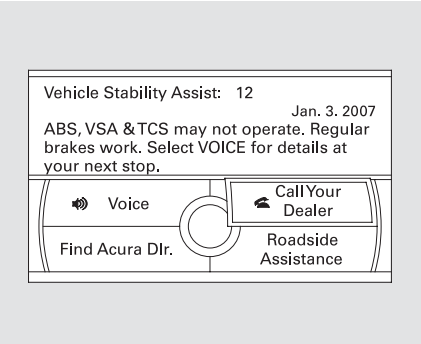 Vehicle Stability Assist: 12
Jan. 3. 2007
ABS, VSA & TCS may not operate. Regular
brakes work. Select VOICE for details at
your next stop.
Voice
Call Your
Dealer
Find Acura Dlr.
Roadside
Assistance